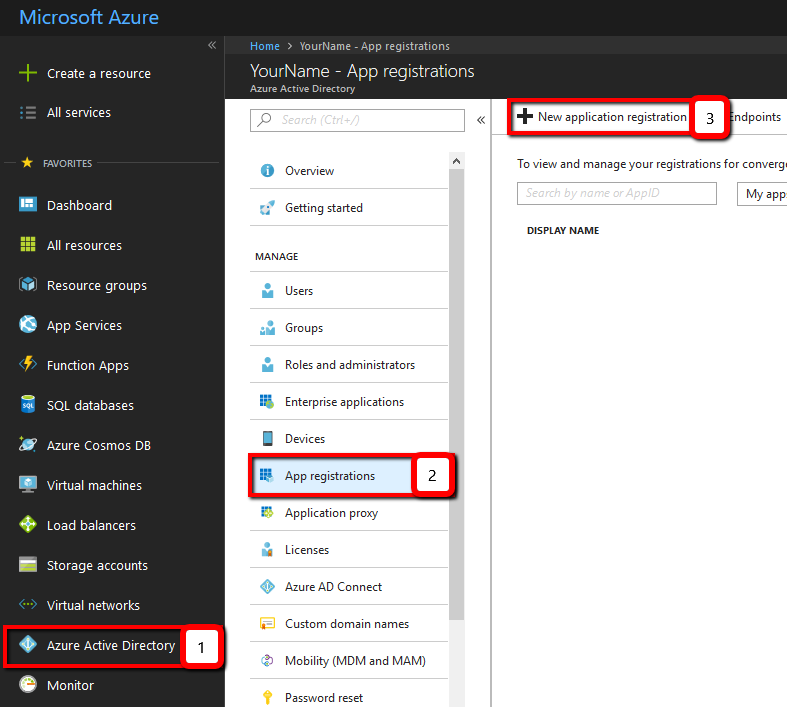 Microsoft Azure
Create a resource
All services
FAVORITES
Dashboard
All resources
Resource groups
App Services
Function Apps
SQL databases
Azure Cosmos DB
Virtual machines
Load balancers
Storage accounts
Virtual networks
Azure Active Directory 1
Monitor
Home > YourName - App registrations
YourName - App registrations
Azure Active Directory
Search (Ctrl+/)
Overview
Getting started
MANAGE
Users
Groups
Roles and administrators
Enterprise applications
Devices
App registrations 2
Application proxy
Licenses
Azure AD Connect
Custom domain names
Mobility (MDM and MAM)
Password reset
New application registration 3 Endpoints
To view and manage your registrations for converge
Search by name or AppID
My apps
DISPLAY NAME